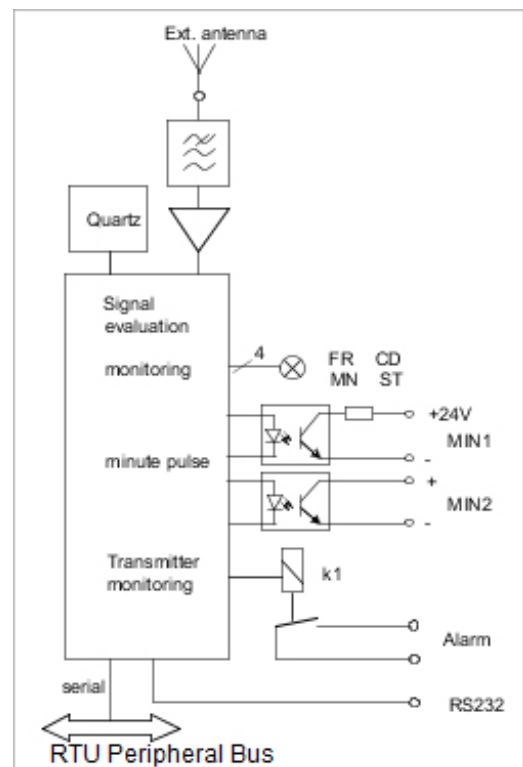 Ext. antenna
Quartz
Signal
evaluation
monitoring
4
FR CD
MN ST
+24V
MIN1
-
minute pulse
+
MIN2
-
Transmitter
monitoring
k1
Alarm
serial
RS232
RTU Peripheral Bus